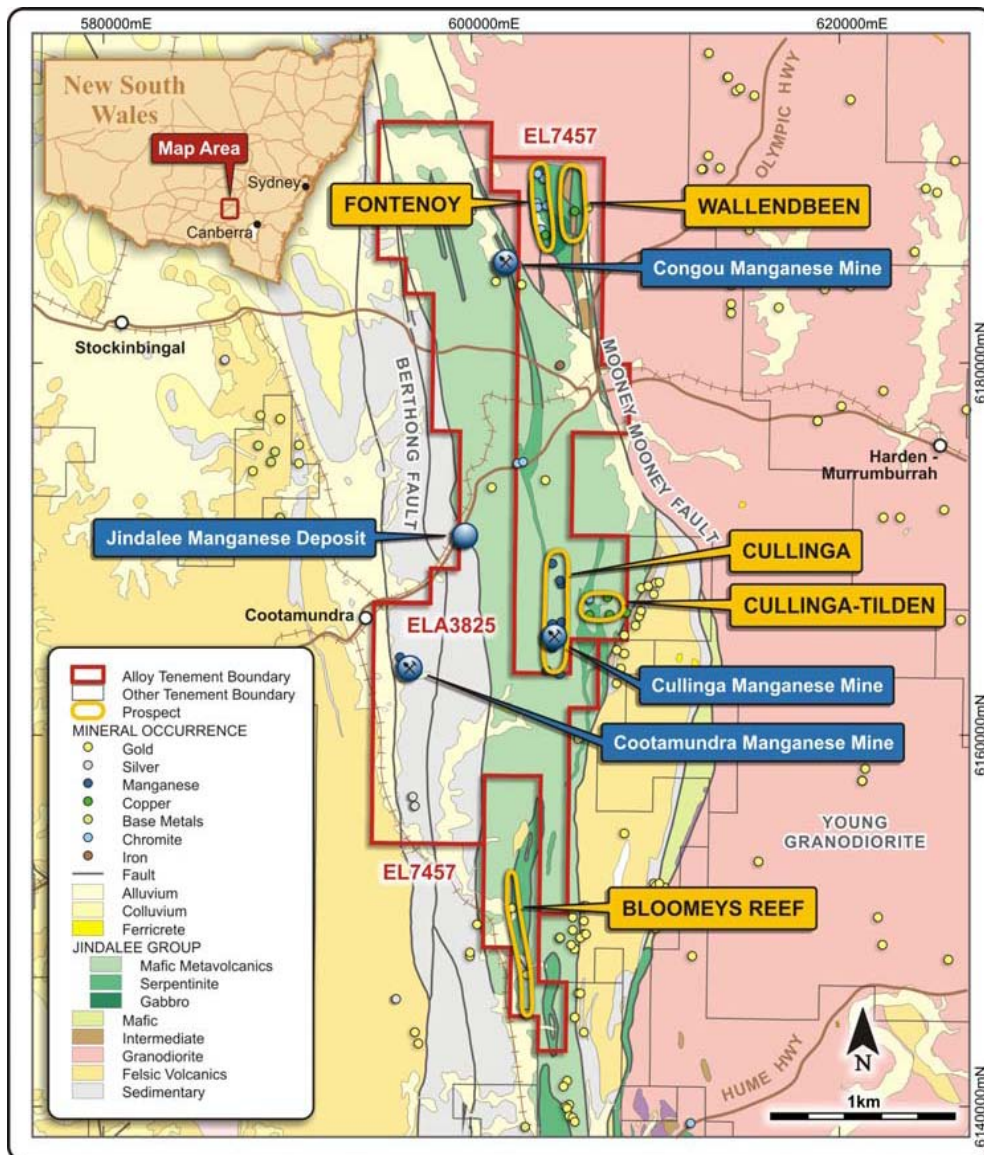 580000mE
600000mE
620000mE
New South
Wales
Map Area
Sydney
Canberra
EL7457
OLYMPIC HWY
FONTENOY
WALLENDBEEN
Congou Manganese Mine
Stockinbingal
6180000mN
BERTHONG FAULT
MOONEY MOONEY FAULT
Harden -
Murrumburrah
Jindalee Manganese Deposit
CULLINGA
CULLINGA-TILDEN
Cootamundra
ELA3825
Cullinga Manganese Mine
Cootamundra Manganese Mine
6160000mN
YOUNG
GRANODIORITE
EL7457
BLOOMEYS REEF
Alloy Tenement Boundary
Other Tenement Boundary
Prospect
MINERAL OCCURRENCE
Gold
Silver
Manganese
Copper
Base Metals
Chromite
Iron
Fault
Alluvium
Colluvium
Ferricrete
JINDALEE GROUP
Mafic Metavolcanics
Serpentinite
Gabbro
Mafic
Intermediate
Granodiorite
Felsic Volcanics
Sedimentary
N
HUME HWY
1km
6140000mN